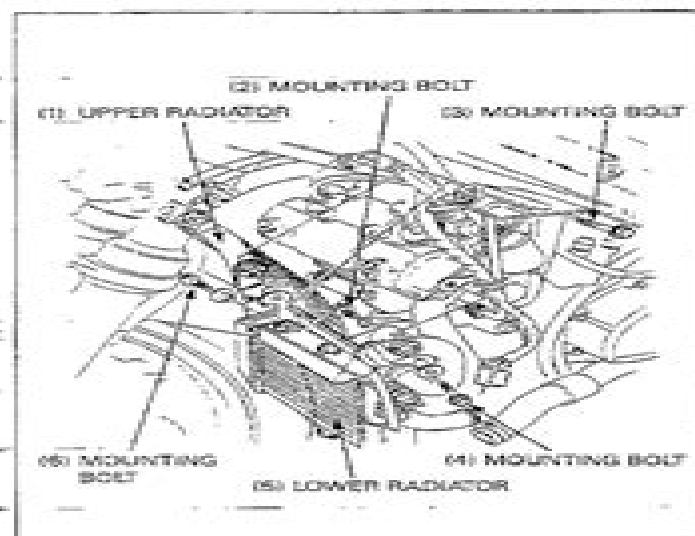 (2) MOUNTING BOLT
(1) UPPER RADIATOR
(3) MOUNTING BOLT
(6) MOUNTING
BOLT
(4) MOUNTING BOLT
(5) LOWER RADIATOR